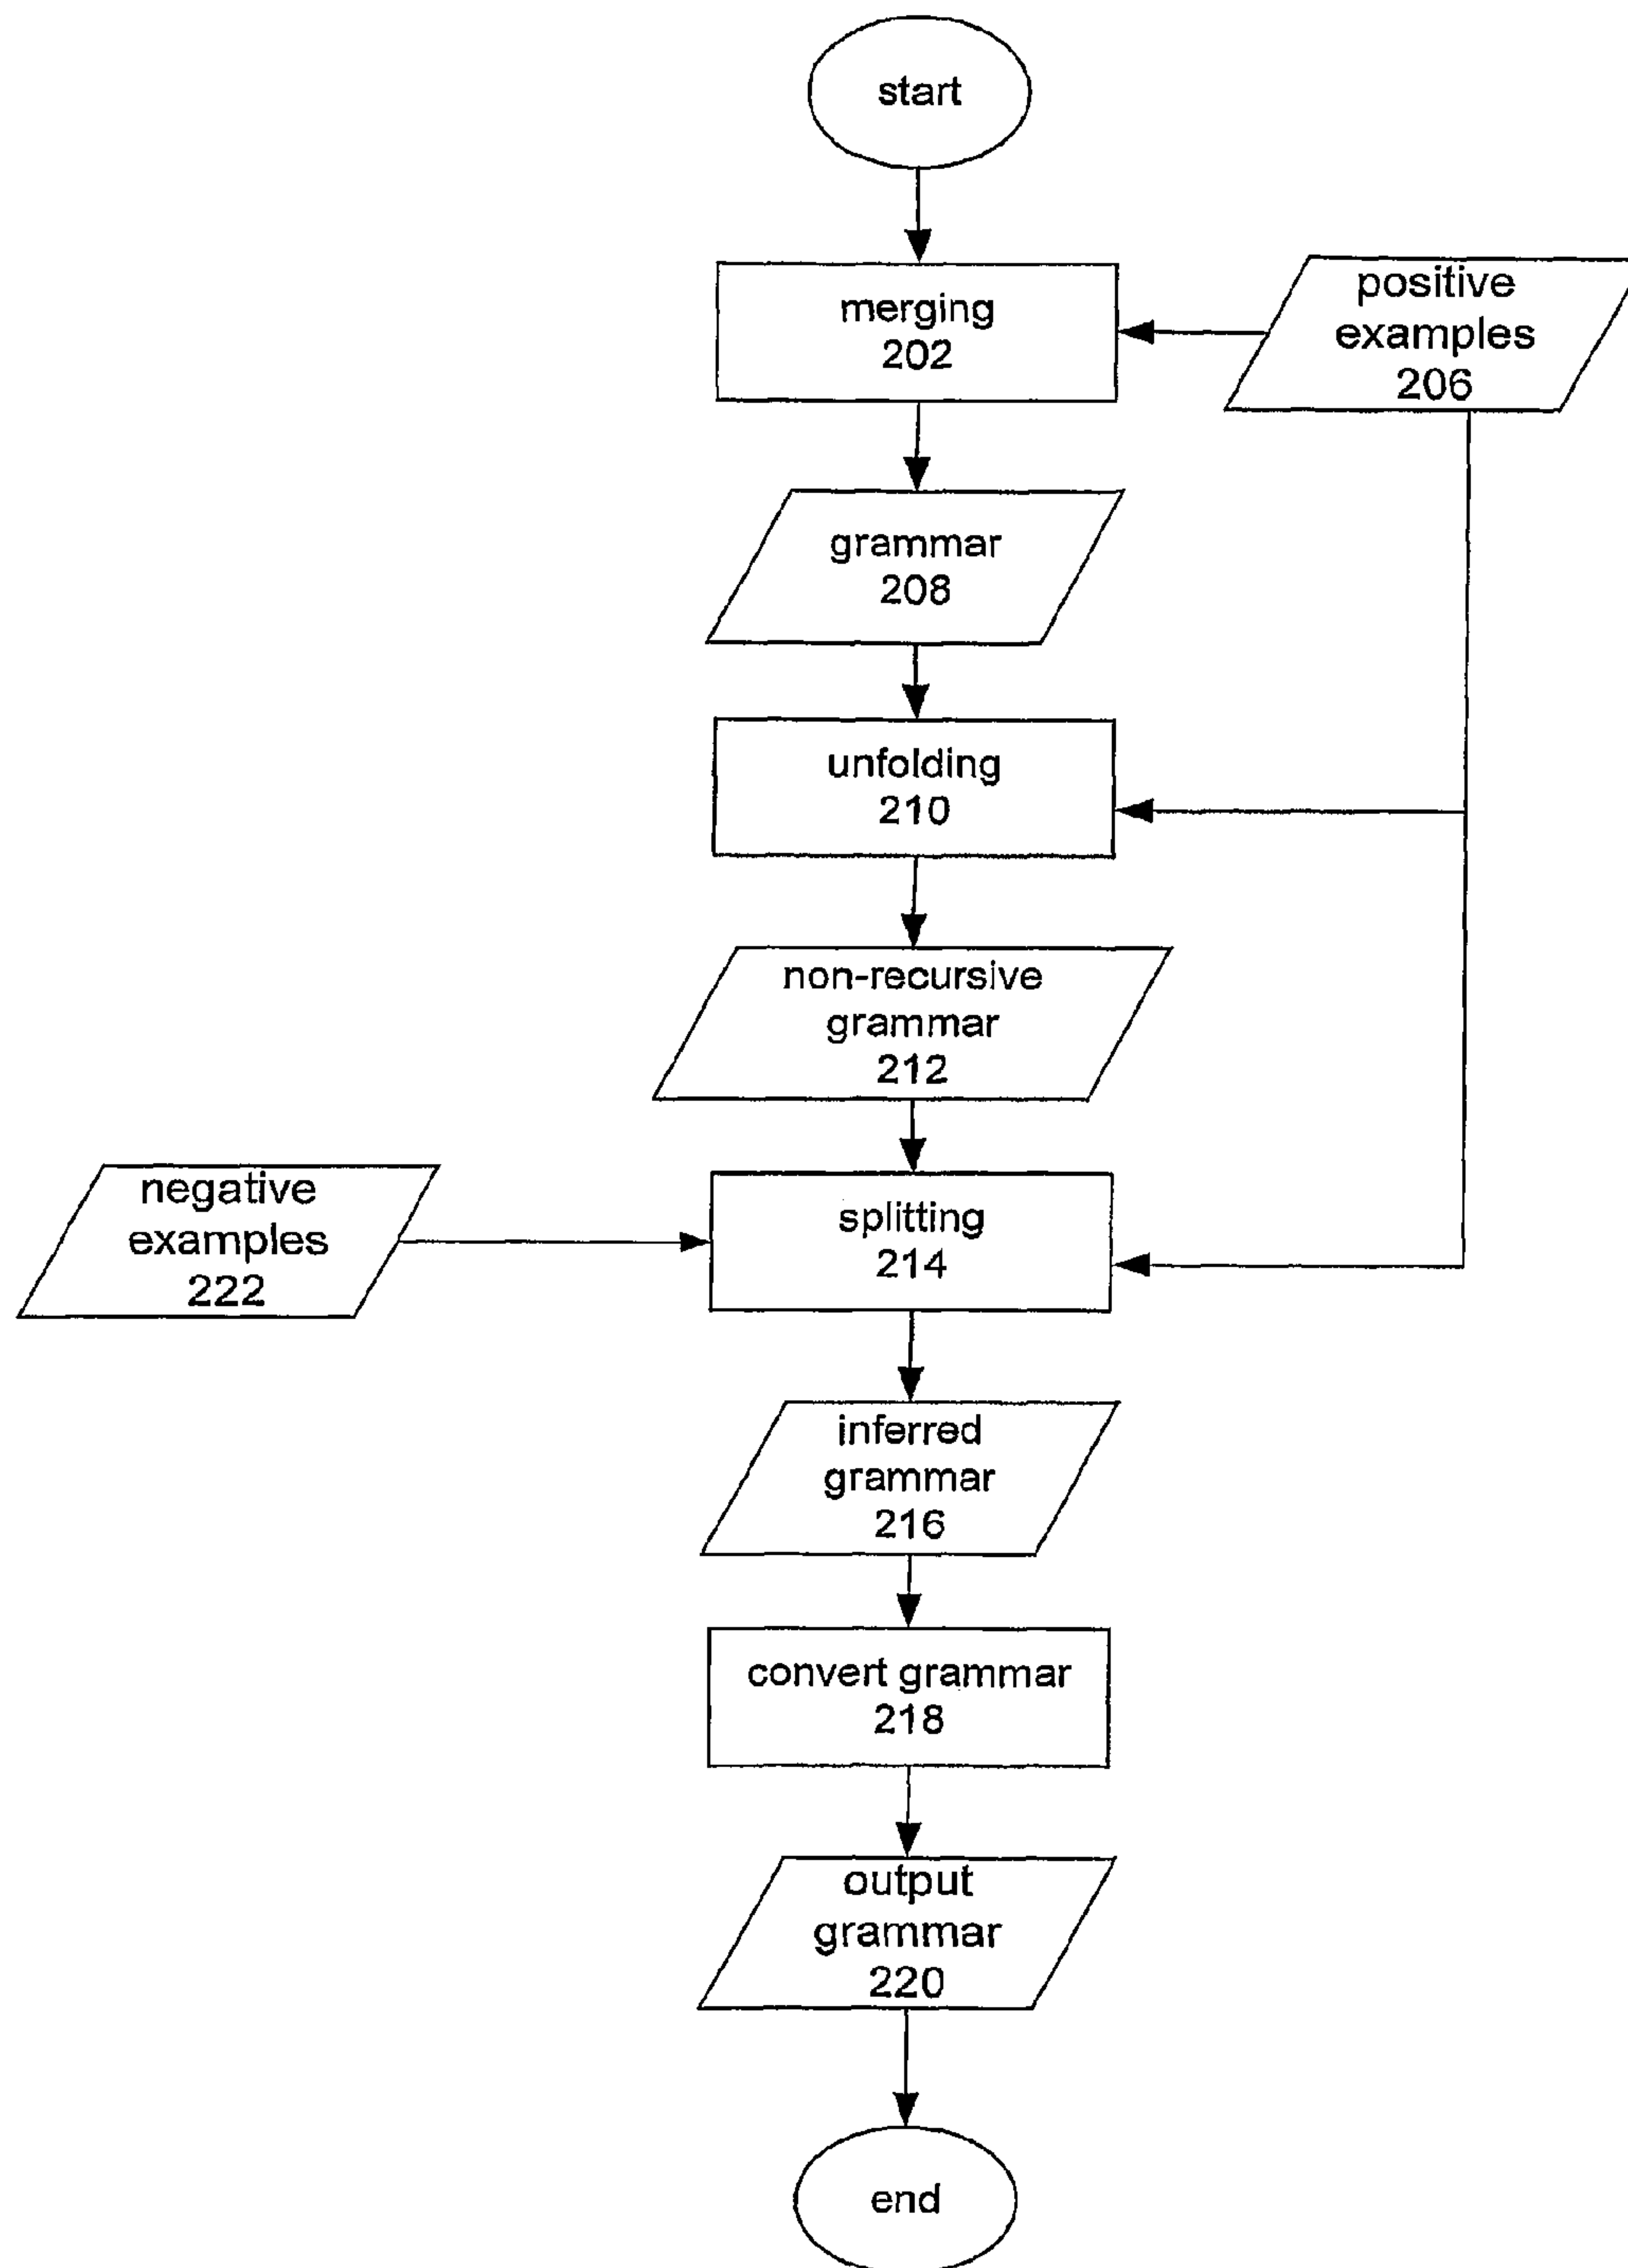 start
merging
202
positive
examples
206
grammar
208
unfolding
210
non-recursive
grammar
212
negative
examples
222
splitting
214
inferred
grammar
216
convert grammar
218
output
grammar
220
end